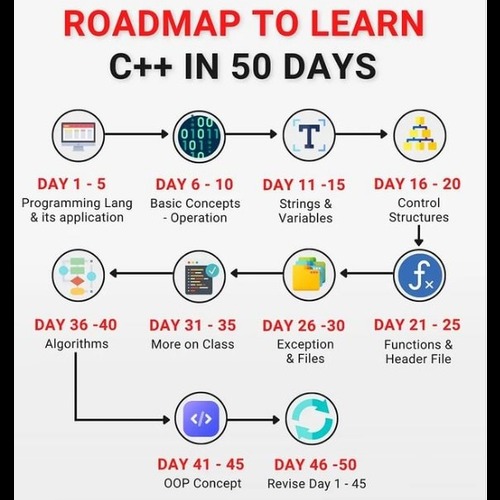 ROADMAP TO LEARN
C++ IN 50 DAYS
DAY 1 - 5
Programming Lang
& its application
DAY 6 - 10
Basic Concepts
- Operation
DAY 11 -15
Strings &
Variables
DAY 16 - 20
Control
Structures
DAY 21 - 25
Functions &
Header File
DAY 26 -30
Exception
& Files
DAY 31 - 35
More on Class
DAY 36 -40
Algorithms
DAY 41 - 45
OOP Concept
DAY 46 -50
Revise Day 1 - 45